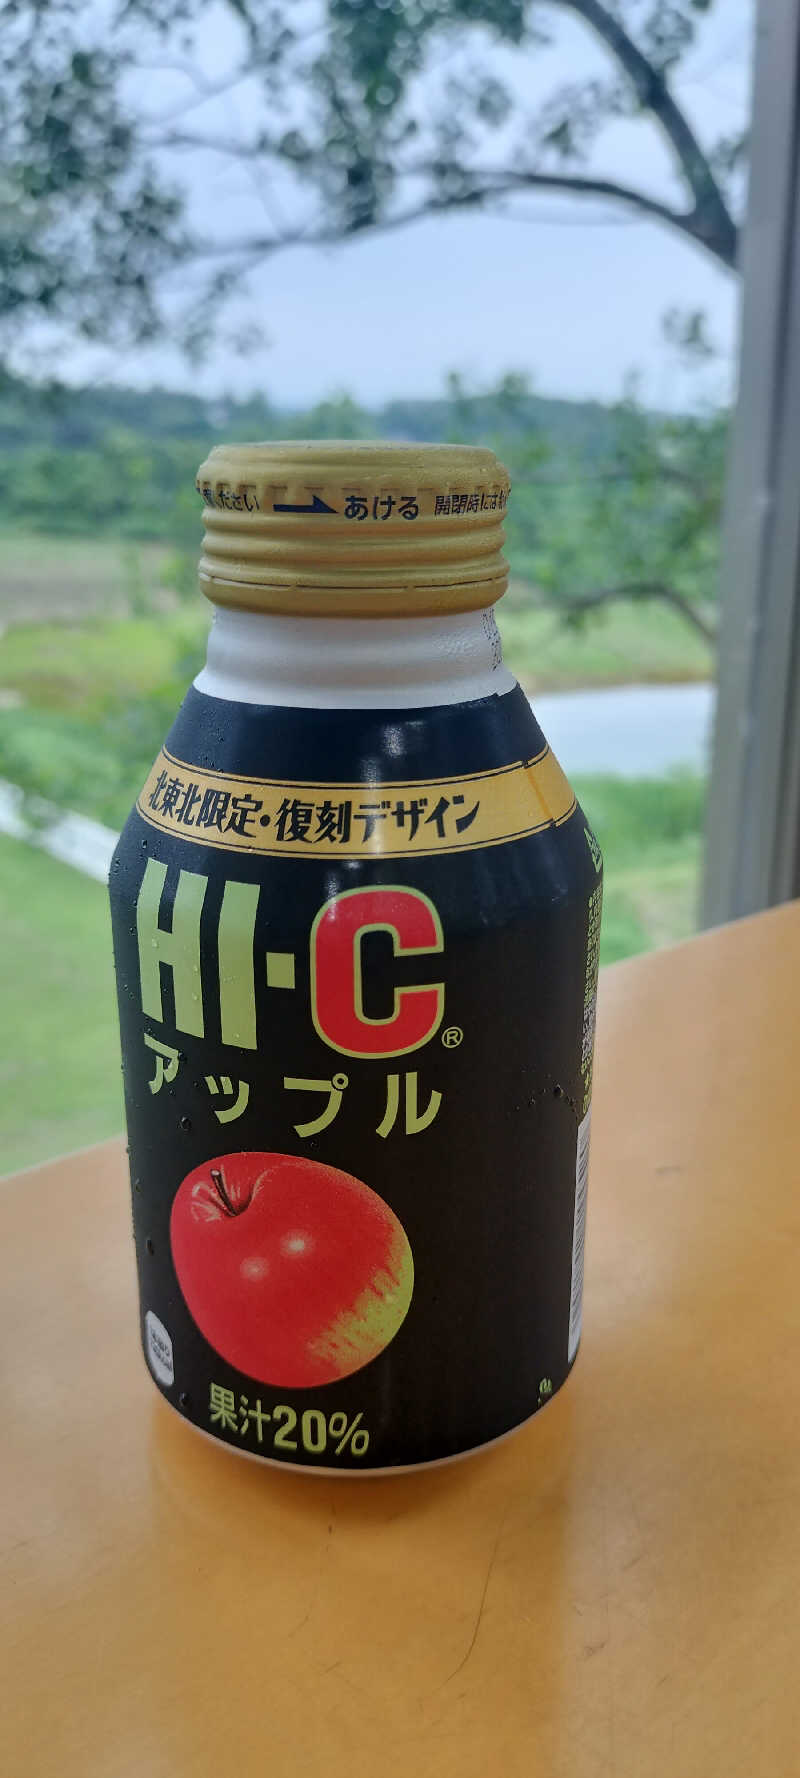 ください あける 開閉時には
北東北限定・復刻デザイン
HI-C®
アップル
果汁20%